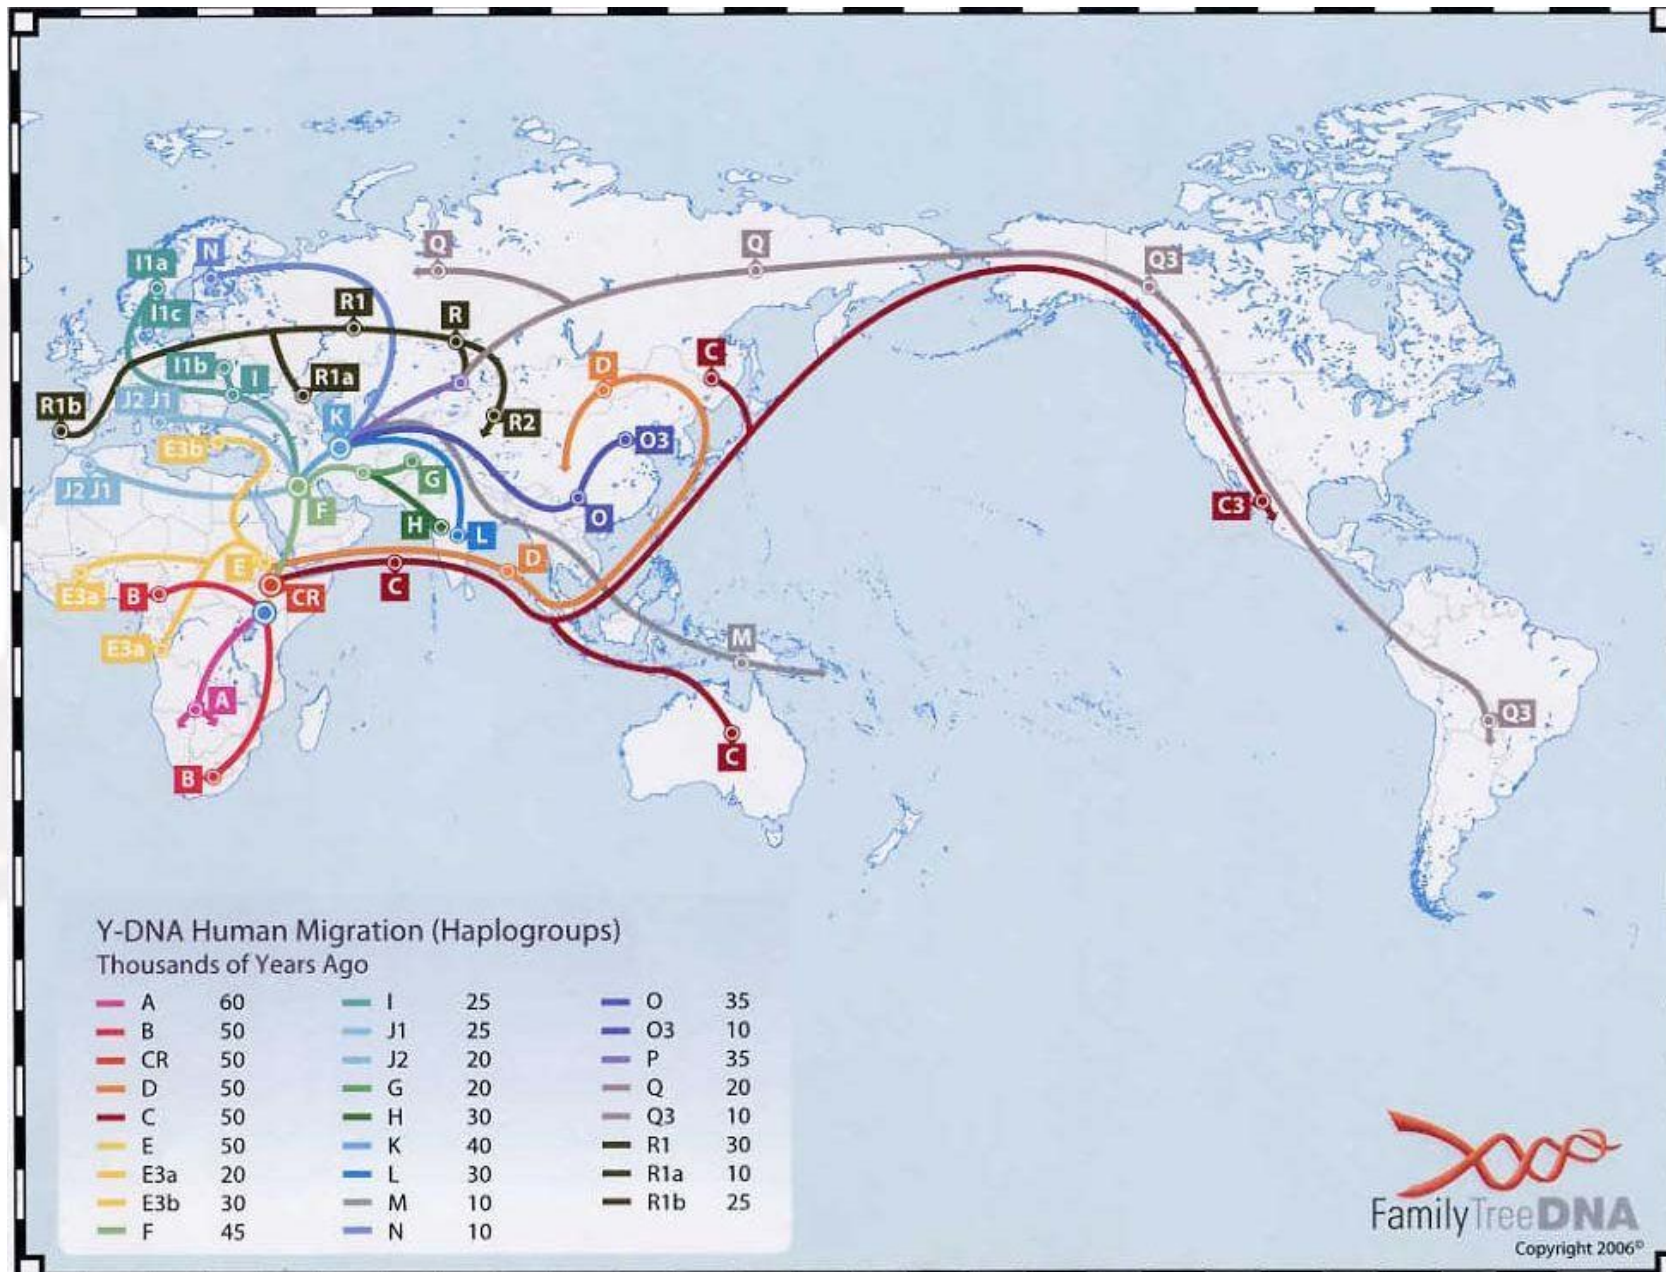 N
Q
Q
I1a
Q3
R1
R
I1c
I1b
I
R1a
D
C
J2 J1
R1b
K
R2
E3b
O3
G
J2 J1
F
O
C3
H
L
D
E
C
E3a
B
CR
E3a
M
A
Q3
C
B
Y-DNA Human Migration (Haplogroups)
Thousands of Years Ago
A 60 I 25 O 35
B 50 J1 25 O3 10
CR 50 J2 20 P 35
D 50 G 20 Q 20
C 50 H 30 Q3 10
E 50 K 40 R1 30
E3a 20 L 30 R1a 10
E3b 30 M 10 R1b 25
F 45 N 10
FamilyTreeDNA
Copyright 2006©